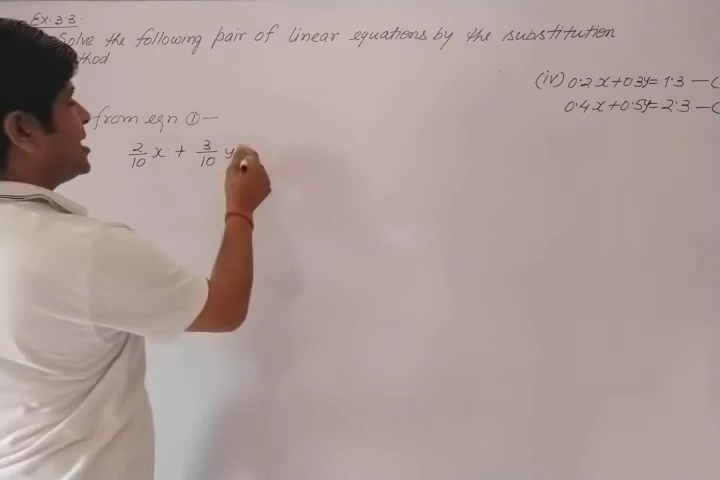 Ex.3.3.
Solve the following pair of linear equations by the substitution
(iv) 0.2x+0.3y=1.3 —
0.4x+0.5y=2.3 —
from eqn ① —
2/10 x + 3/10 y